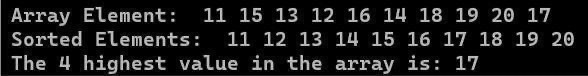 Array Element:  11 15 13 12 16 14 18 19 20 17
Sorted Elements:  11 12 13 14 15 16 17 18 19 20
The 4 highest value in the array is: 17